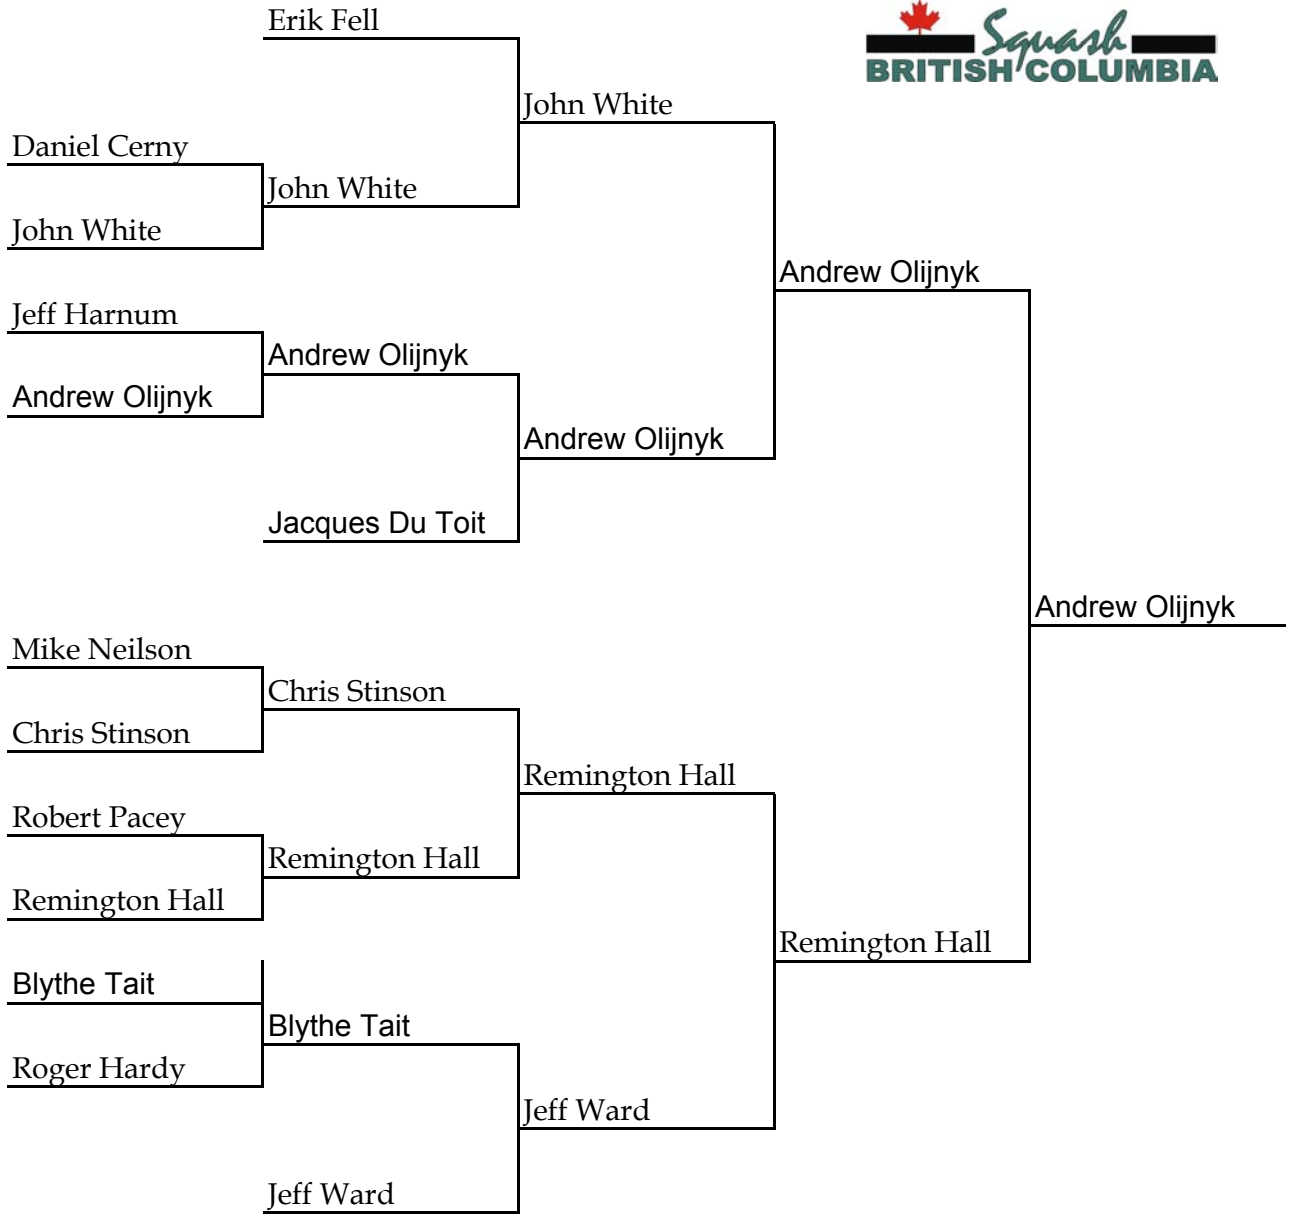 Erik Fell
Squash
BRITISH COLUMBIA
John White
Daniel Cerny
John White
John White
Andrew Olijnyk
Jeff Harnum
Andrew Olijnyk
Andrew Olijnyk
Andrew Olijnyk
Jacques Du Toit
Andrew Olijnyk
Mike Neilson
Chris Stinson
Chris Stinson
Remington Hall
Robert Pacey
Remington Hall
Remington Hall
Remington Hall
Blythe Tait
Blythe Tait
Roger Hardy
Jeff Ward
Jeff Ward